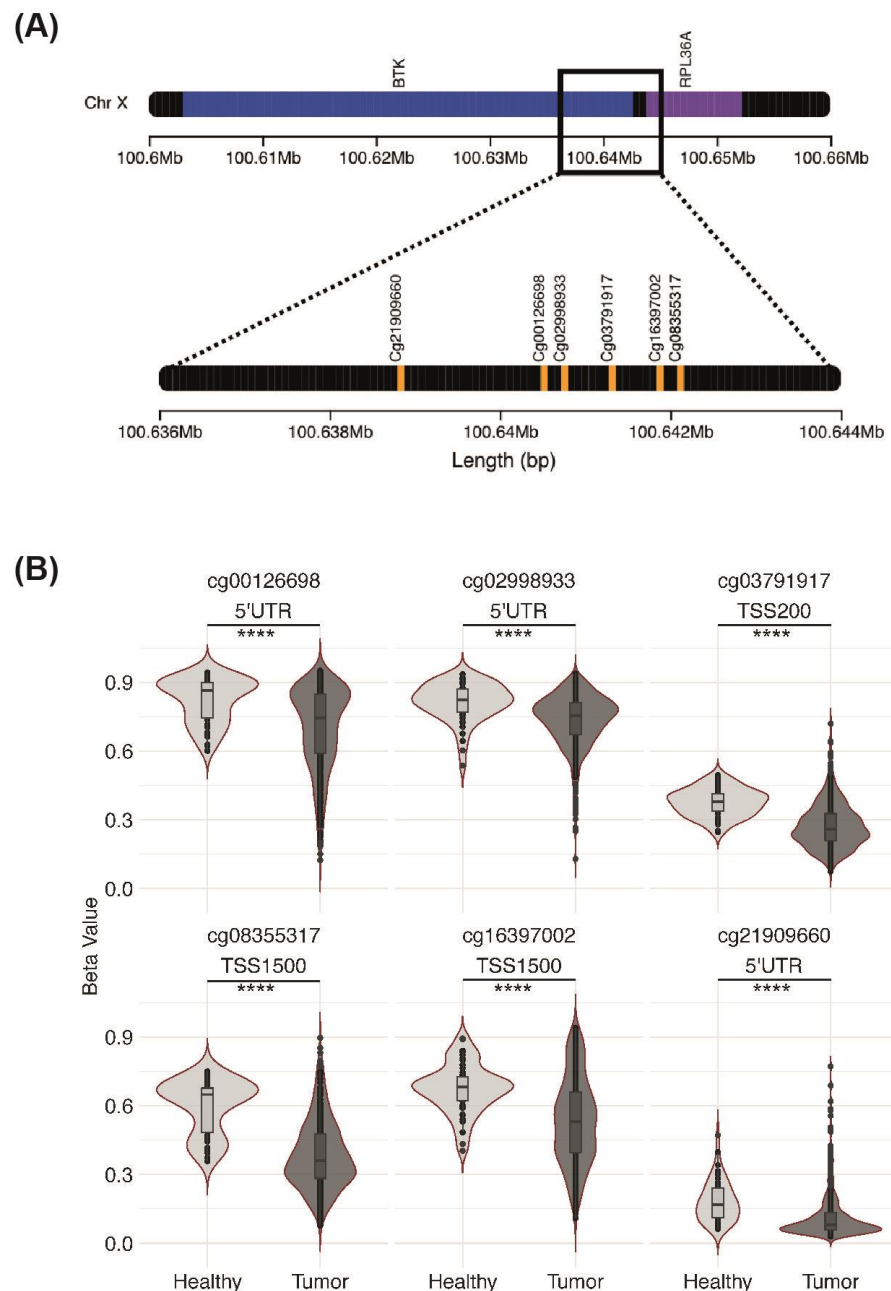 (A)
BTK
RPL36A
Chr X
100.6Mb 100.61Mb 100.62Mb 100.63Mb 100.64Mb 100.65Mb 100.66Mb
Cg21909660
Cg00126698
Cg02998933
Cg03791917
Cg16397002
Cg08355317
100.636Mb 100.638Mb 100.64Mb 100.642Mb 100.644Mb
Length (bp)
(B)
cg00126698 cg02998933 cg03791917
5'UTR 5'UTR TSS200
**** **** ****
0.9
0.6
0.3
0.0
Beta Value
cg08355317 cg16397002 cg21909660
TSS1500 TSS1500 5'UTR
**** **** ****
0.9
0.6
0.3
0.0
Healthy Tumor Healthy Tumor Healthy Tumor